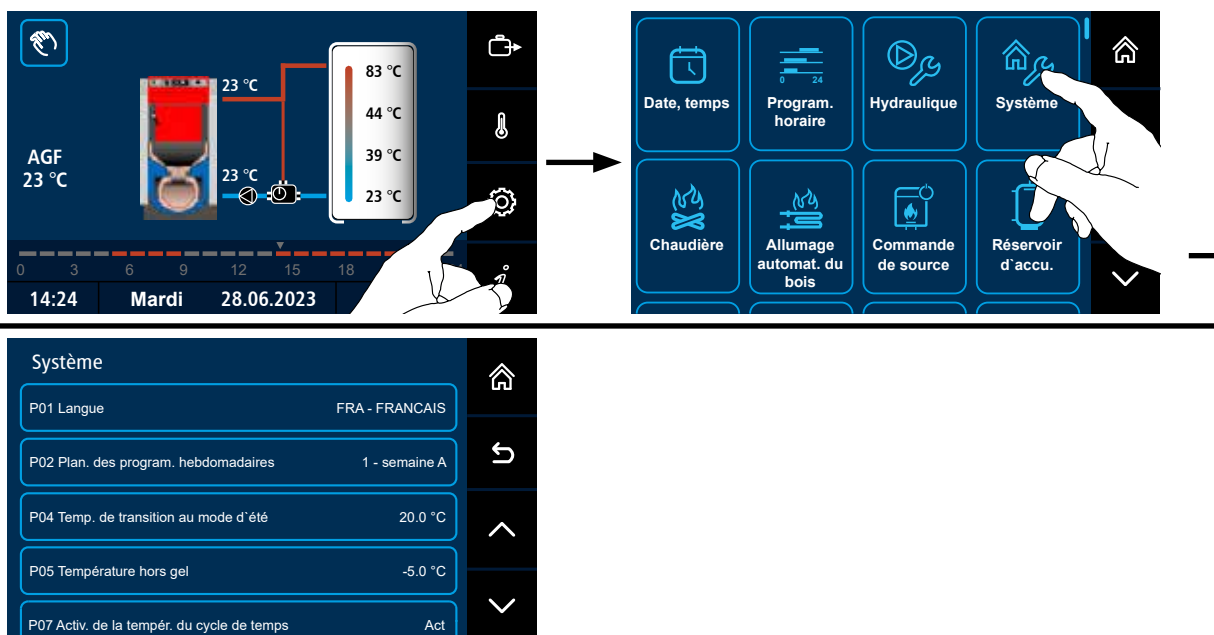 23 °C
83 °C
44 °C
39 °C
23 °C
AGF
23 °C
23 °C
0 3 6 9 12 15 18
14:24 Mardi 28.06.2023
0 24
Date, temps
Program.
horaire
Hydraulique
Système
Chaudière
Allumage
automat. du
bois
Commande
de source
Réservoir
d`accu.
Système
P01 Langue FRA - FRANCAIS
P02 Plan. des program. hebdomadaires 1 - semaine A
P04 Temp. de transition au mode d`été 20.0 °C
P05 Température hors gel -5.0 °C
P07 Activ. de la tempér. du cycle de temps Act